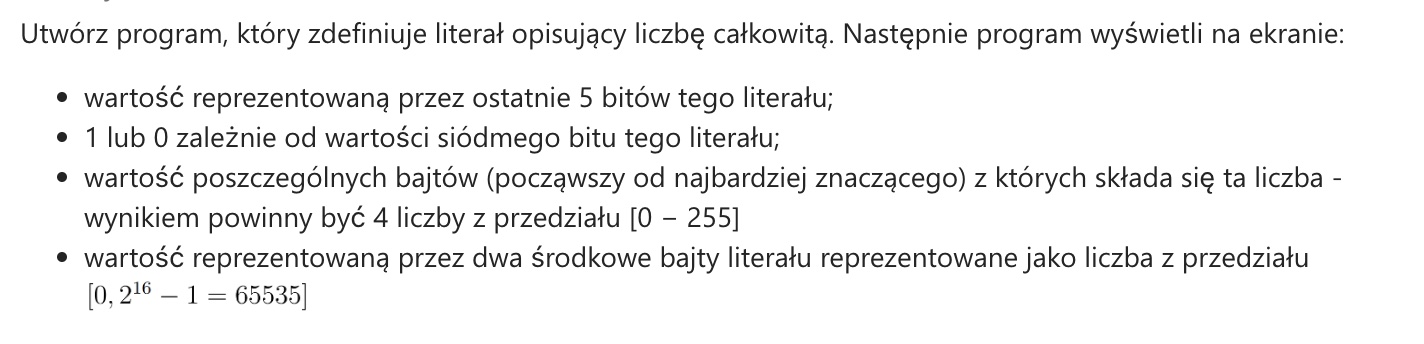 Utwórz program, który zdefiniuje literał opisujący liczbę całkowitą. Następnie program wyświetli na ekranie:
• wartość reprezentowaną przez ostatnie 5 bitów tego literału;
• 1 lub 0 zależnie od wartości siódmego bitu tego literału;
• wartość poszczególnych bajtów (począwszy od najbardziej znaczącego) z których składa się ta liczba -
wynikiem powinny być 4 liczby z przedziału [0 – 255]
• wartość reprezentowaną przez dwa środkowe bajty literału reprezentowane jako liczba z przedziału
[0, 2¹⁶ − 1 = 65535]